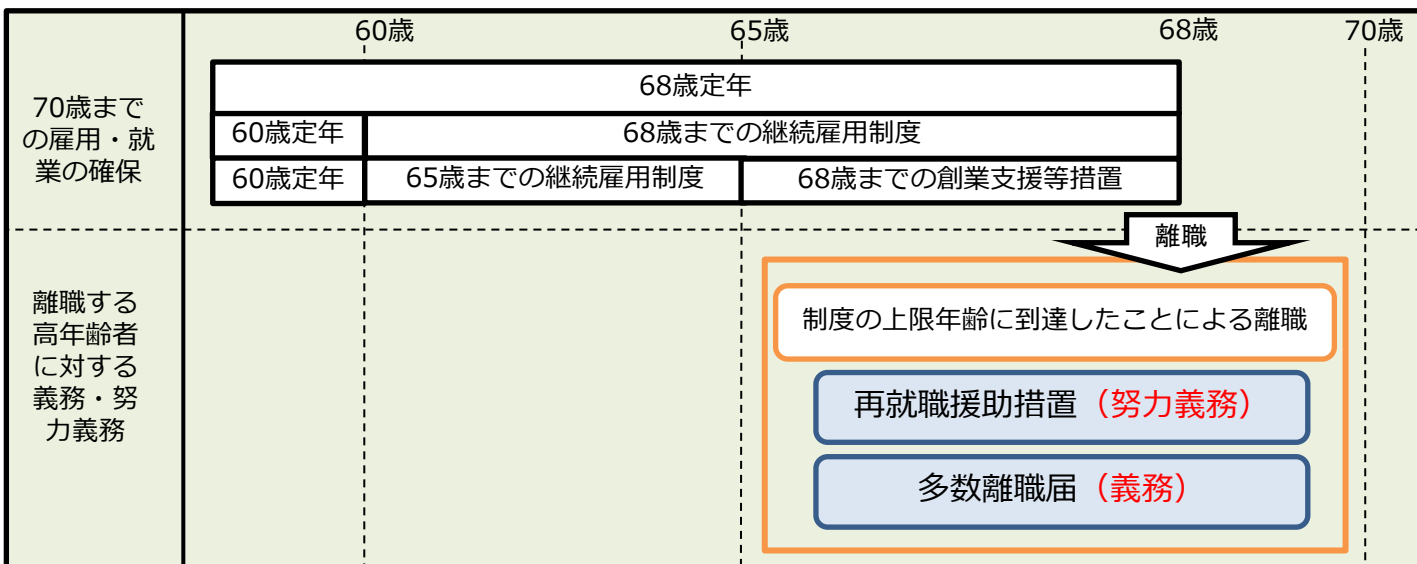 60歳
65歳
68歳
70歳
70歳まで
の雇用・就
業の確保
68歳定年
60歳定年
68歳までの継続雇用制度
60歳定年
65歳までの継続雇用制度
68歳までの創業支援等措置
離職
離職する
高年齢者
に対する
義務・努
力義務
制度の上限年齢に到達したことによる離職
再就職援助措置（努力義務）
多数離職届（義務）